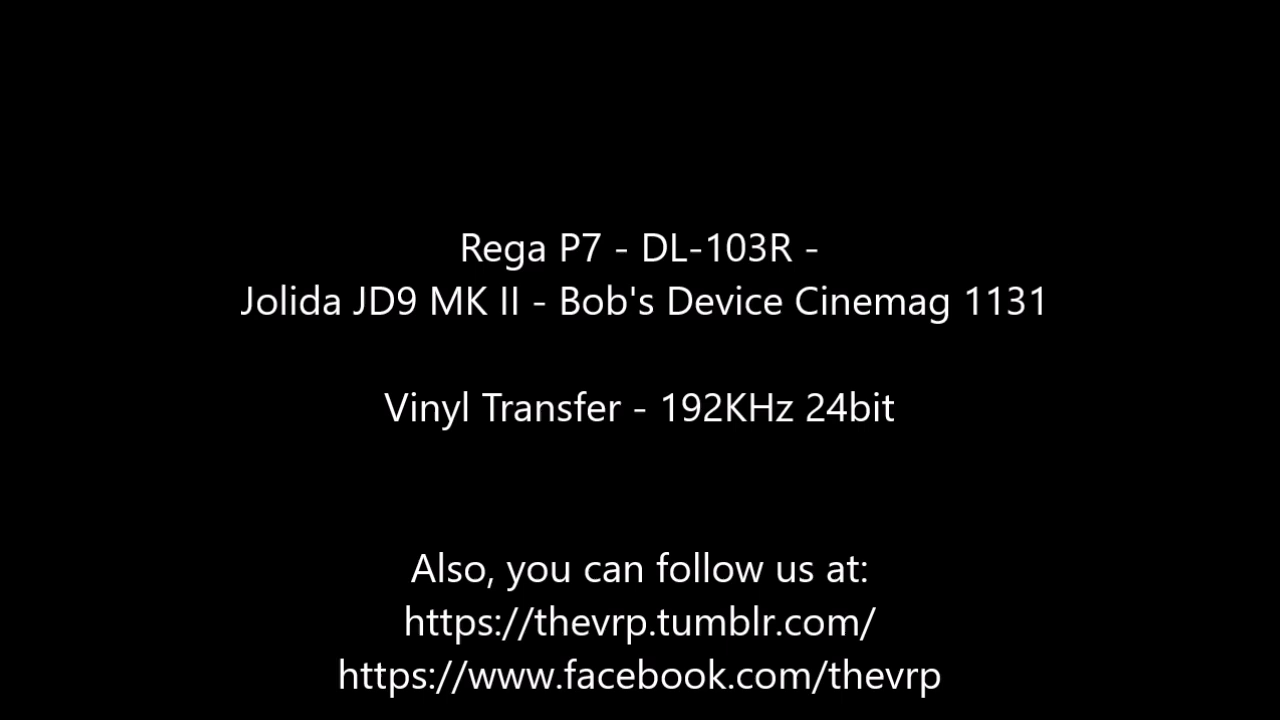 Rega P7 - DL-103R -
Jolida JD9 MK II - Bob's Device Cinemag 1131
Vinyl Transfer - 192KHz 24bit
Also, you can follow us at:
https://thevrp.tumblr.com/
https://www.facebook.com/thevrp